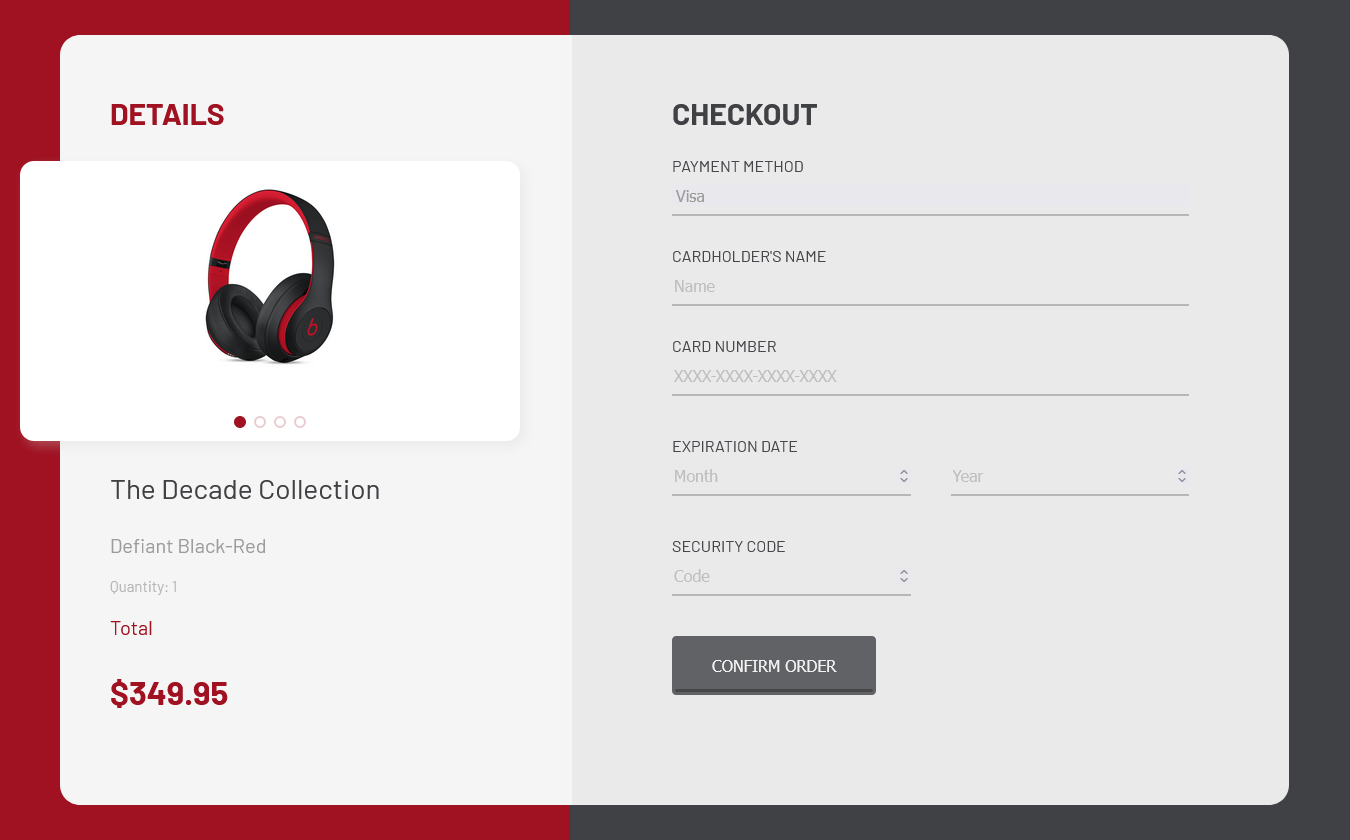 DETAILS
b
The Decade Collection
Defiant Black-Red
Quantity: 1
Total
$349.95
CHECKOUT
PAYMENT METHOD
Visa
CARDHOLDER'S NAME
Name
CARD NUMBER
XXXX-XXXX-XXXX-XXXX
EXPIRATION DATE
Month Year
SECURITY CODE
Code
CONFIRM ORDER